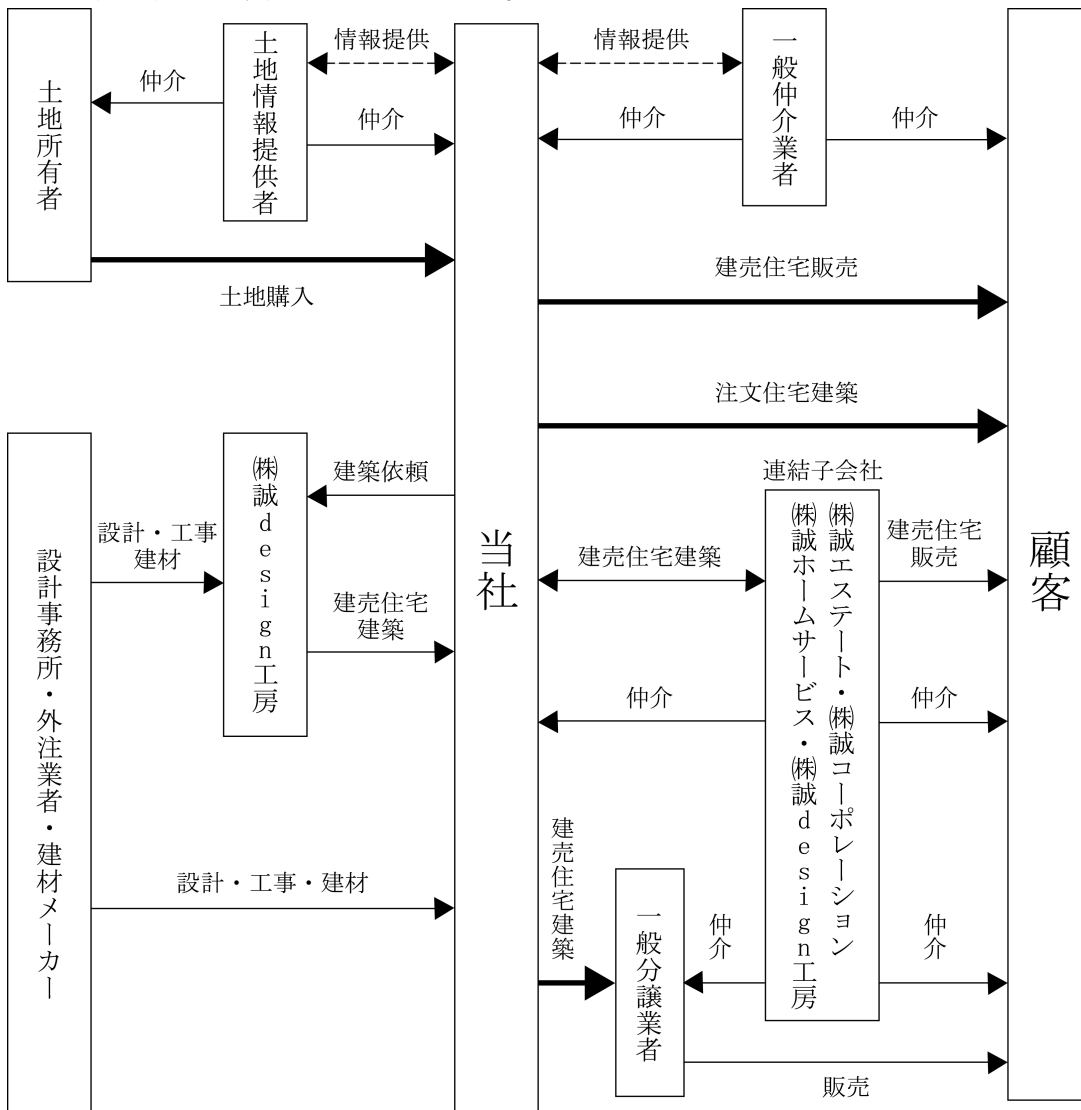 土地所有者
仲介
土地情報提供者
情報提供
仲介
土地購入
当社
情報提供
仲介
一般仲介業者
仲介
顧客
建売住宅販売
注文住宅建築
設計事務所・外注業者・建材メーカー
設計・工事
建材
㈱誠design工房
建築依頼
建売住宅
建築
設計・工事・建材
連結子会社
㈱誠エステート・㈱誠コーポレーション
㈱誠ホームサービス・㈱誠design工房
建売住宅建築
建売住宅
販売
仲介
仲介
建売住宅建築
一般分譲業者
仲介
仲介
販売